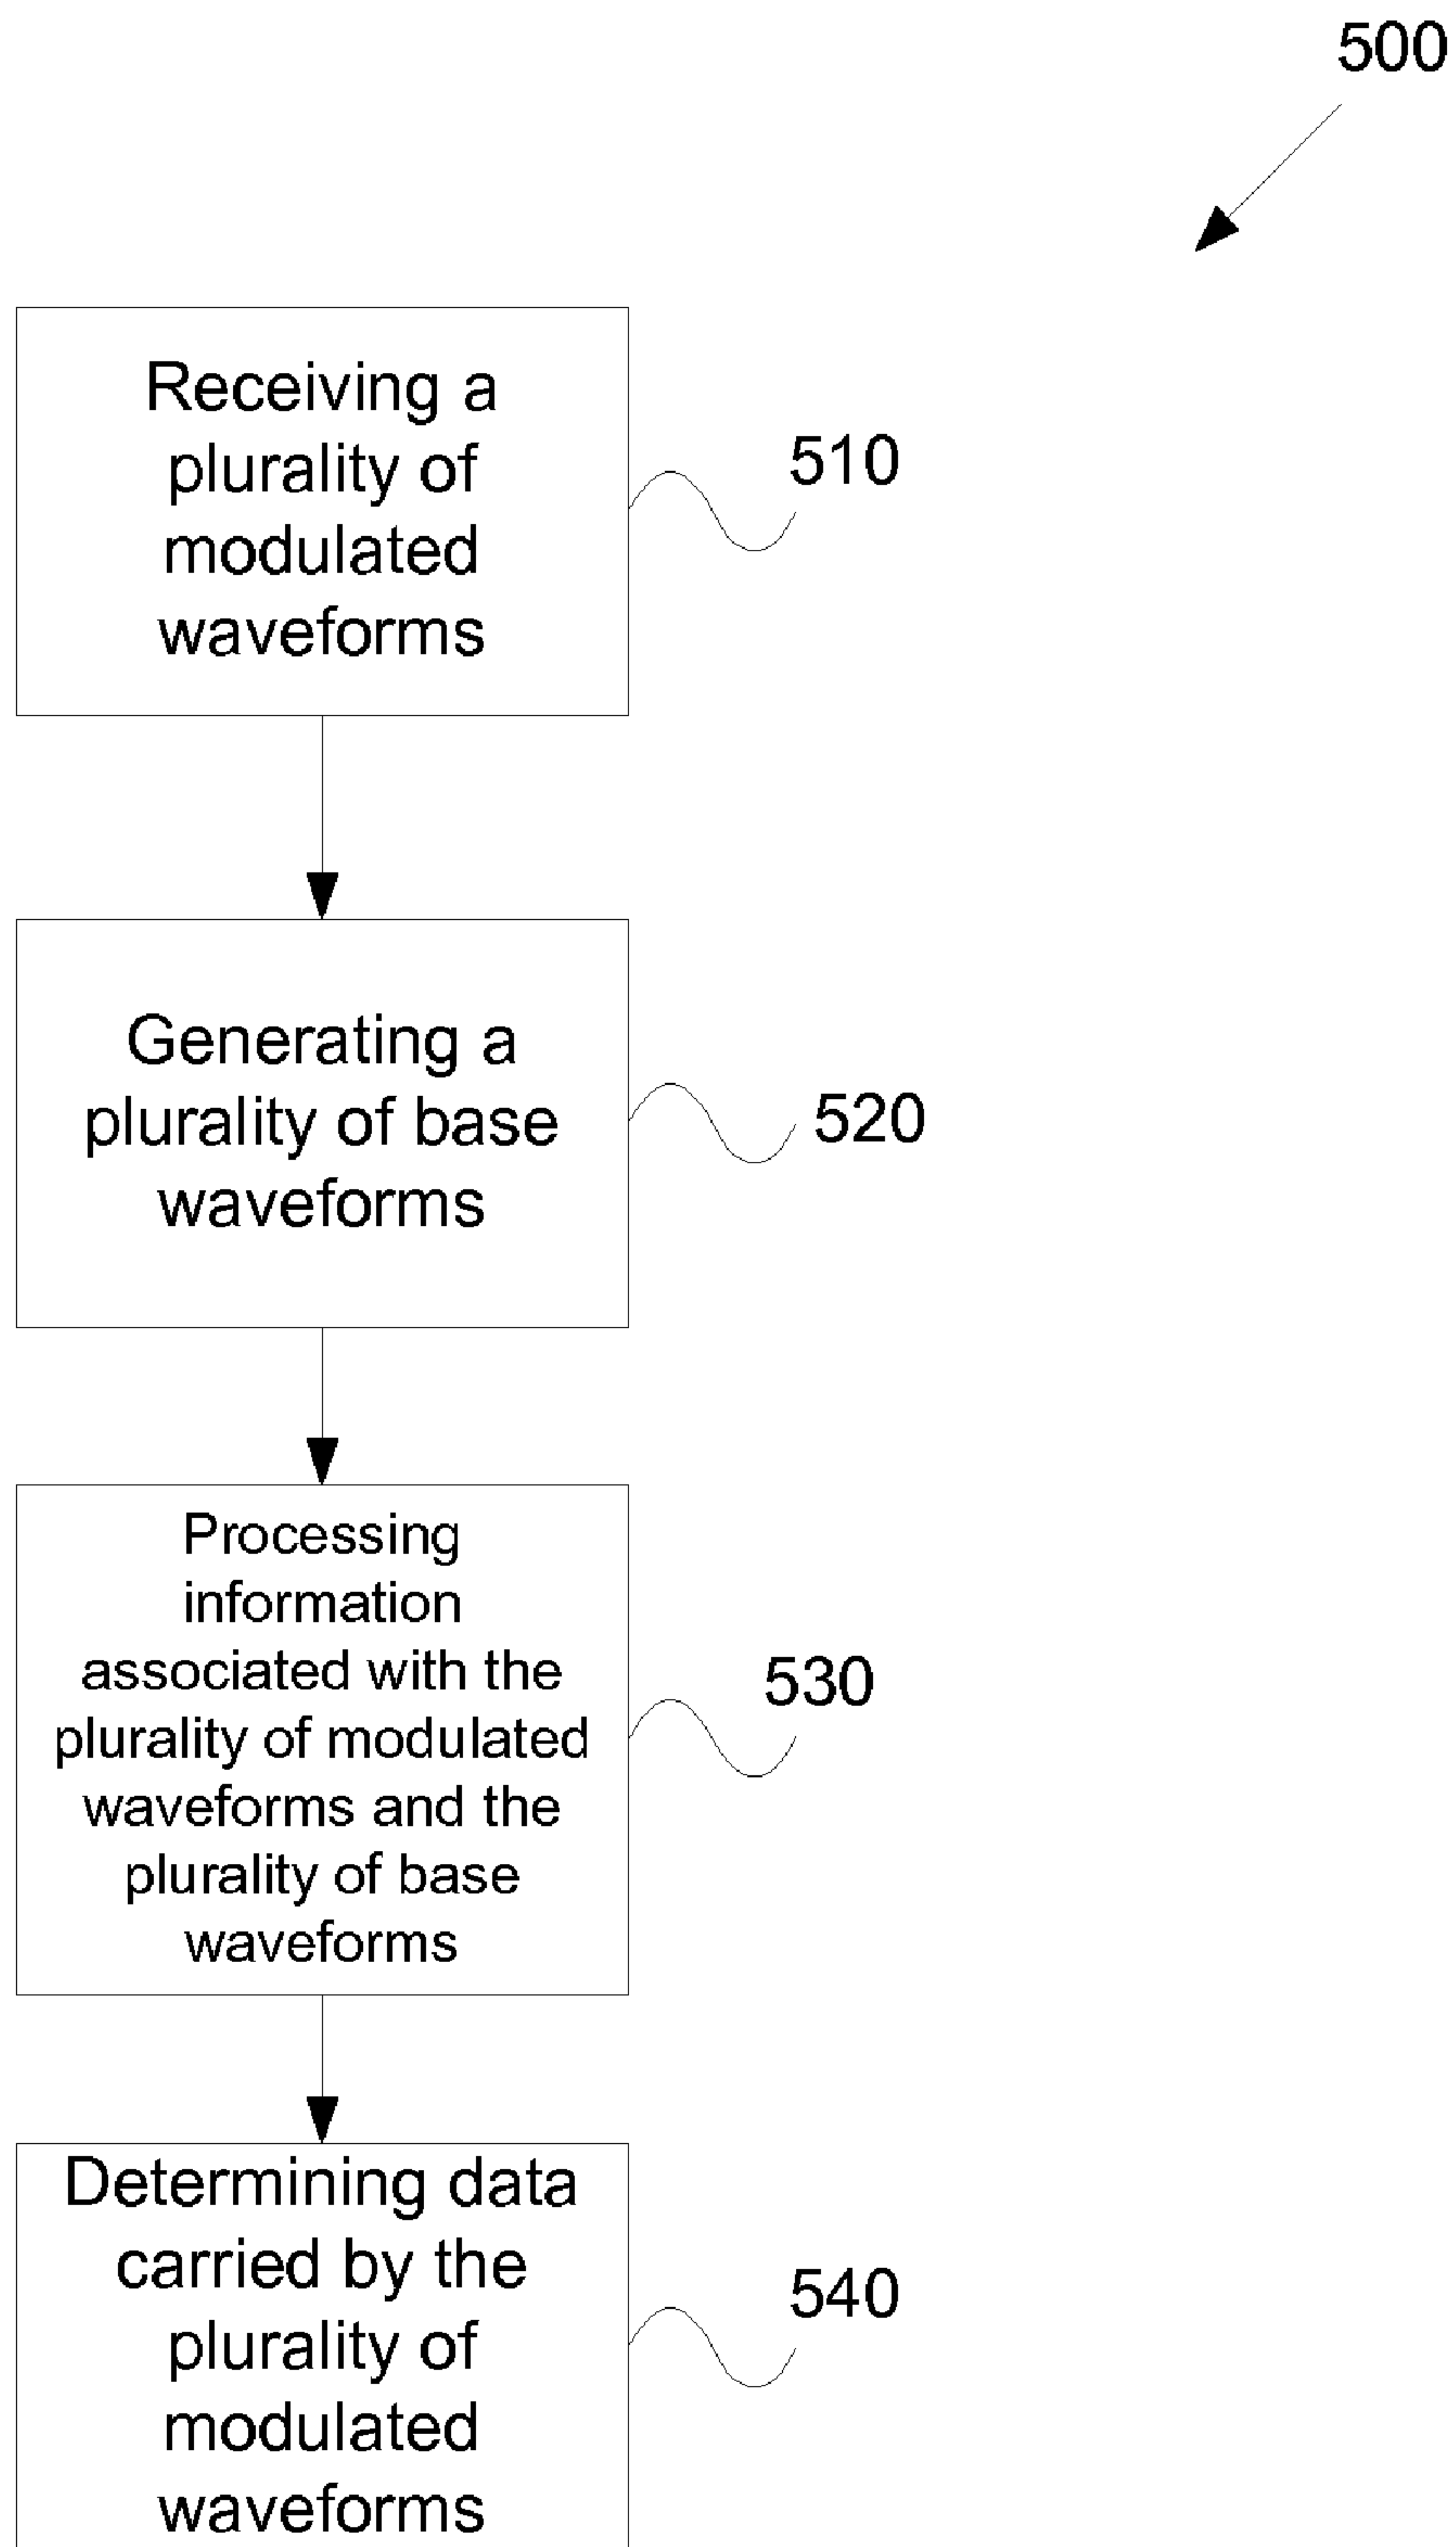 500
Receiving a
plurality of
modulated
waveforms
510
Generating a
plurality of base
waveforms
520
Processing
information
associated with the
plurality of modulated
waveforms and the
plurality of base
waveforms
530
Determining data
carried by the
plurality of
modulated
waveforms
540